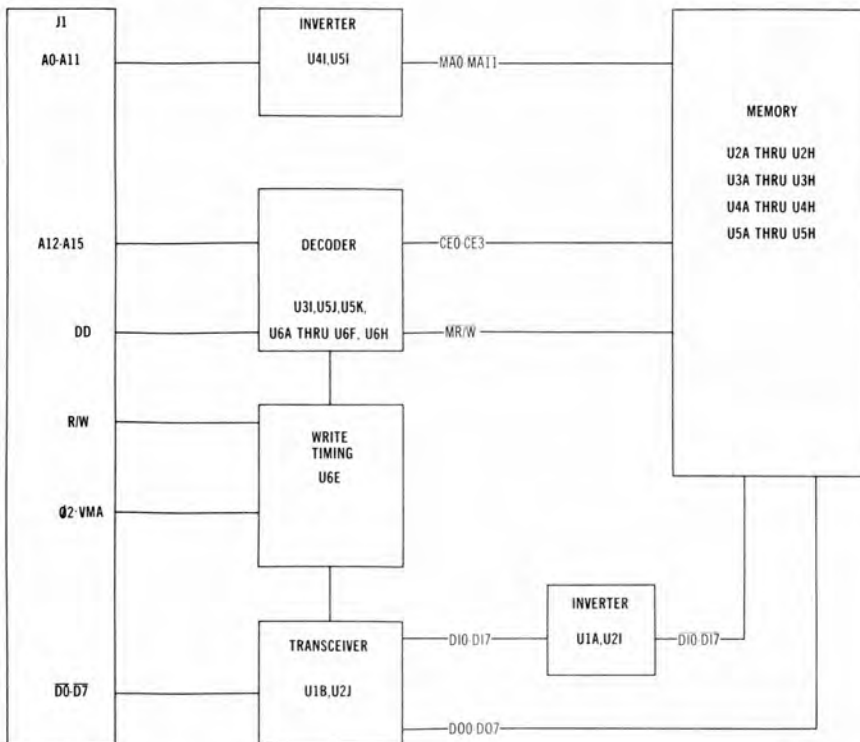 J1
A0-A11
A12-A15
DD
R/W
ϕ2·VMA
D0-D7
INVERTER
U4I,U5I
DECODER
U3I,U5J,U5K,
U6A THRU U6F, U6H
WRITE
TIMING
U6E
TRANSCEIVER
U1B,U2J
MA0-MA11
CE0-CE3
MR/W
DI0-DI7
INVERTER
U1A,U2I
DI0-DI7
DO0-DO7
MEMORY
U2A THRU U2H
U3A THRU U3H
U4A THRU U4H
U5A THRU U5H